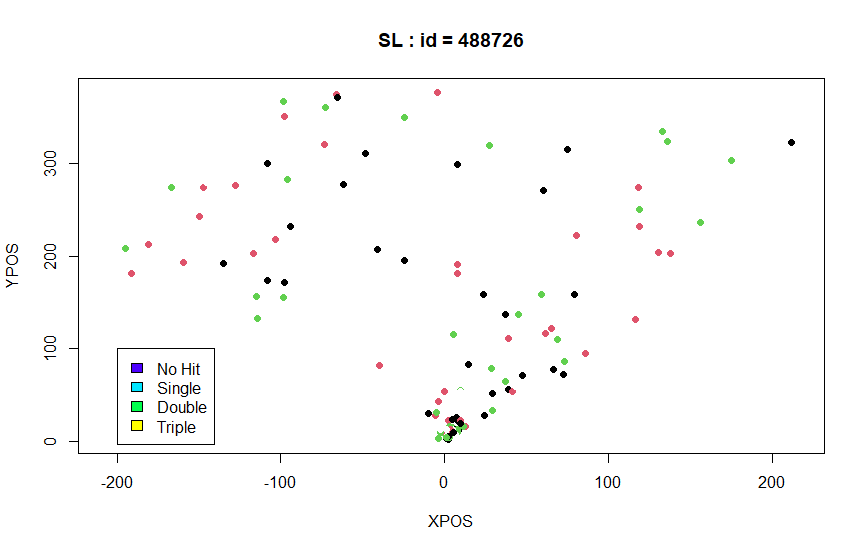 SL : id = 488726
YPOS
300
200
100
0
No Hit
Single
Double
Triple
-200 -100 0 100 200
XPOS